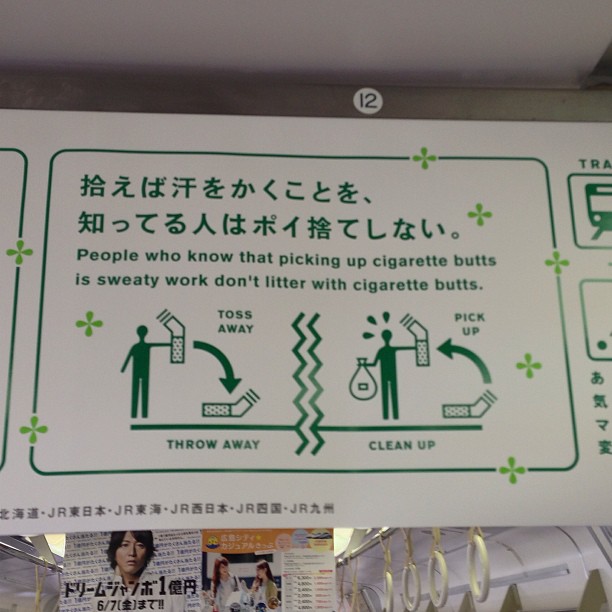 12
拾えば汗をかくことを、
知ってる人はポイ捨てしない。
People who know that picking up cigarette butts
is sweaty work don't litter with cigarette butts.
TOSS
AWAY
PICK
UP
THROW AWAY
CLEAN UP
TRA
あ
気
マ
変
北海道・JR東日本・JR東海・JR西日本・JR四国・JR九州
ドリームジャンボ1億円
6/7(金)まで!!